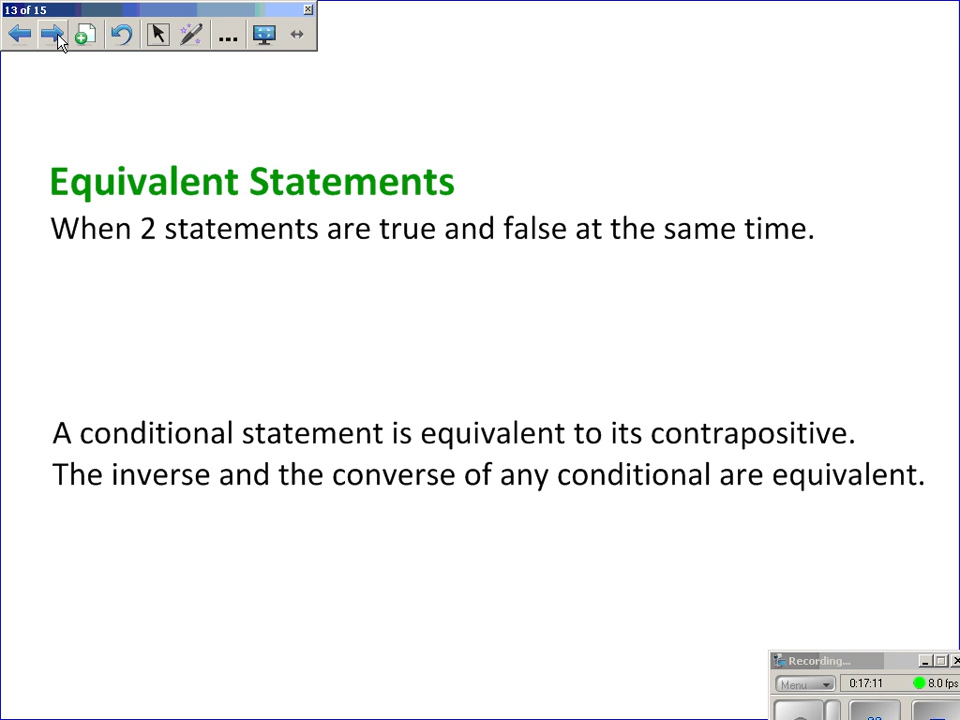 13 of 15
...
Equivalent Statements
When 2 statements are true and false at the same time.
A conditional statement is equivalent to its contrapositive.
The inverse and the converse of any conditional are equivalent.
Recording...
Menu
0:17:11
8.0 fps